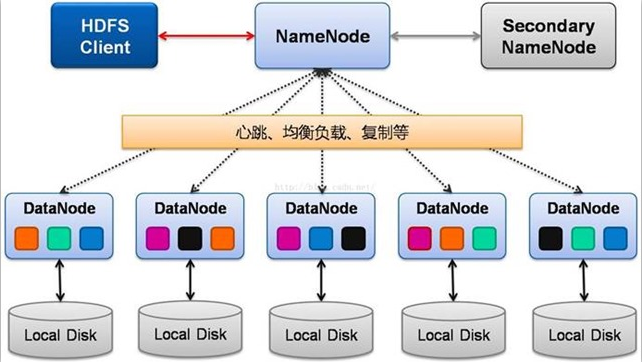 HDFS
Client
NameNode
Secondary
NameNode
心跳、均衡负载、复制等
DataNode
DataNode
DataNode
DataNode
DataNode
Local Disk
Local Disk
Local Disk
Local Disk
Local Disk